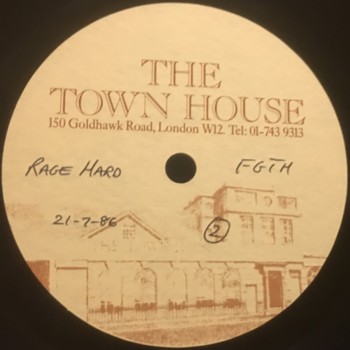 THE
TOWN HOUSE
150 Goldhawk Road, London W12. Tel: 01-743 9313
RAGE HARD FGTH
21-7-86 2